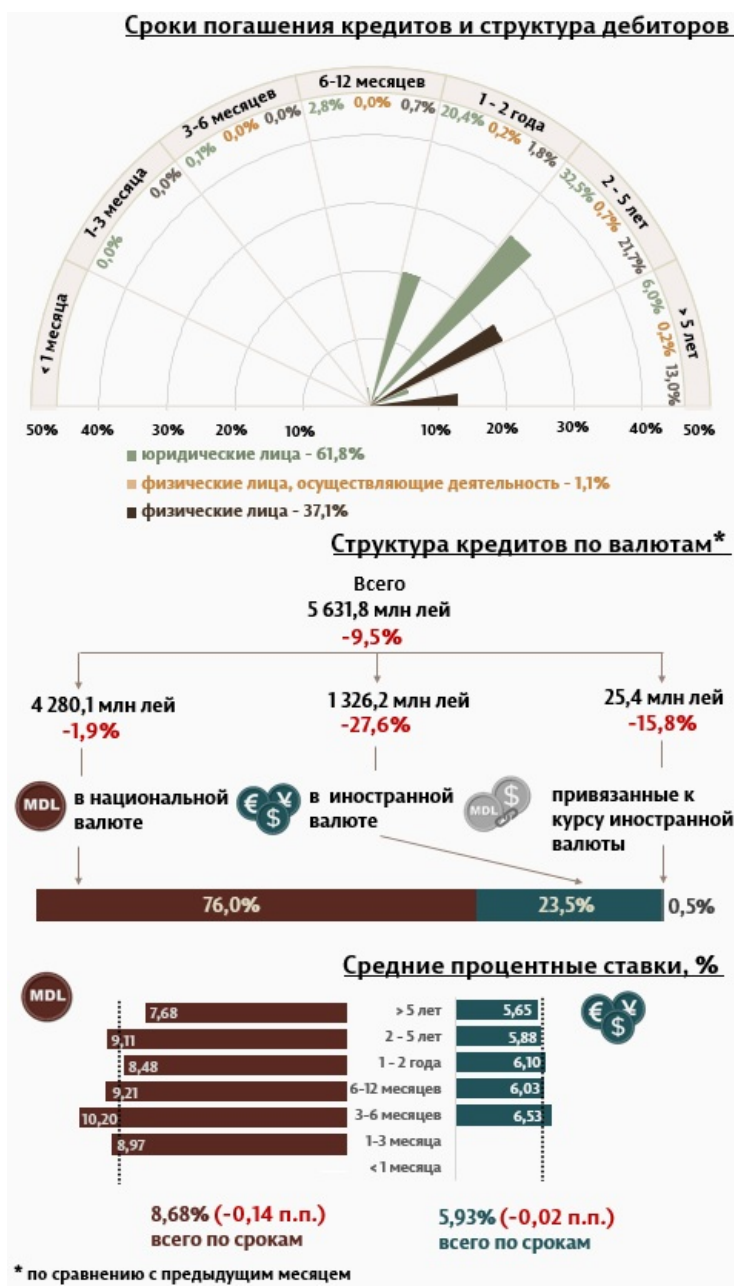 Сроки погашения кредитов и структура дебиторов
< 1 месяца
1-3 месяца
3-6 месяцев
6-12 месяцев
1 - 2 года
2 - 5 лет
> 5 лет
0,0%
0,0% 0,1% 0,0% 0,0%
2,8% 0,0% 0,7%
20,4% 0,2% 1,8%
32,5% 0,7% 21,7%
6,0% 0,2% 13,0%
50% 40% 30% 20% 10% 10% 20% 30% 40% 50%
юридические лица - 61,8%
физические лица, осуществляющие деятельность - 1,1%
физические лица - 37,1%
Структура кредитов по валютам*
Всего
5 631,8 млн лей
-9,5%
4 280,1 млн лей
-1,9%
1 326,2 млн лей
-27,6%
25,4 млн лей
-15,8%
MDL
в национальной
валюте
€ ¥ $
в иностранной
валюте
MDL $
привязанные к
курсу иностранной
валюты
76,0% 23,5% 0,5%
Средние процентные ставки, %
MDL
€ ¥ $
7,68 > 5 лет 5,65
9,11 2 - 5 лет 5,88
8,48 1 - 2 года 6,10
9,21 6-12 месяцев 6,03
10,20 3-6 месяцев 6,53
8,97 1-3 месяца
< 1 месяца
8,68% (-0,14 п.п.)
всего по срокам
5,93% (-0,02 п.п.)
всего по срокам
* по сравнению с предыдущим месяцем